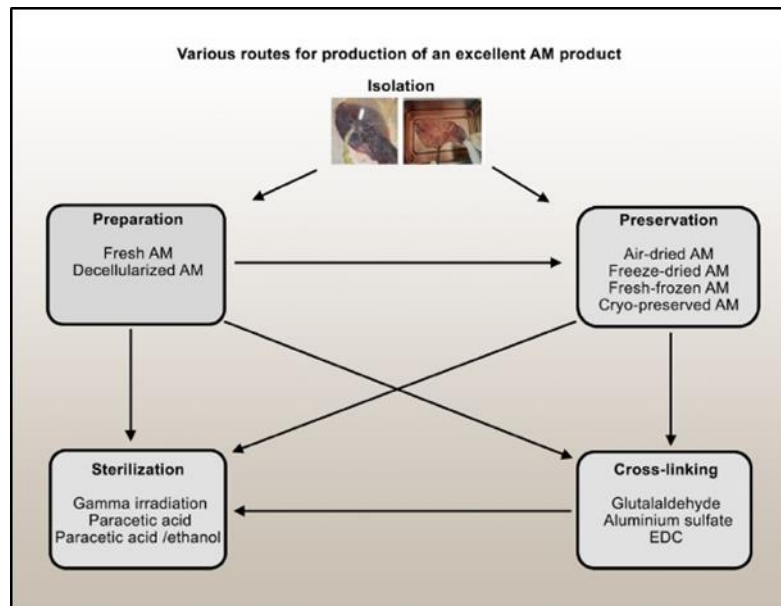 Various routes for production of an excellent AM product
Isolation
Preparation
Fresh AM
Decellularized AM
Preservation
Air-dried AM
Freeze-dried AM
Fresh-frozen AM
Cryo-preserved AM
Sterilization
Gamma irradiation
Paracetic acid
Paracetic acid /ethanol
Cross-linking
Glutalaldehyde
Aluminium sulfate
EDC